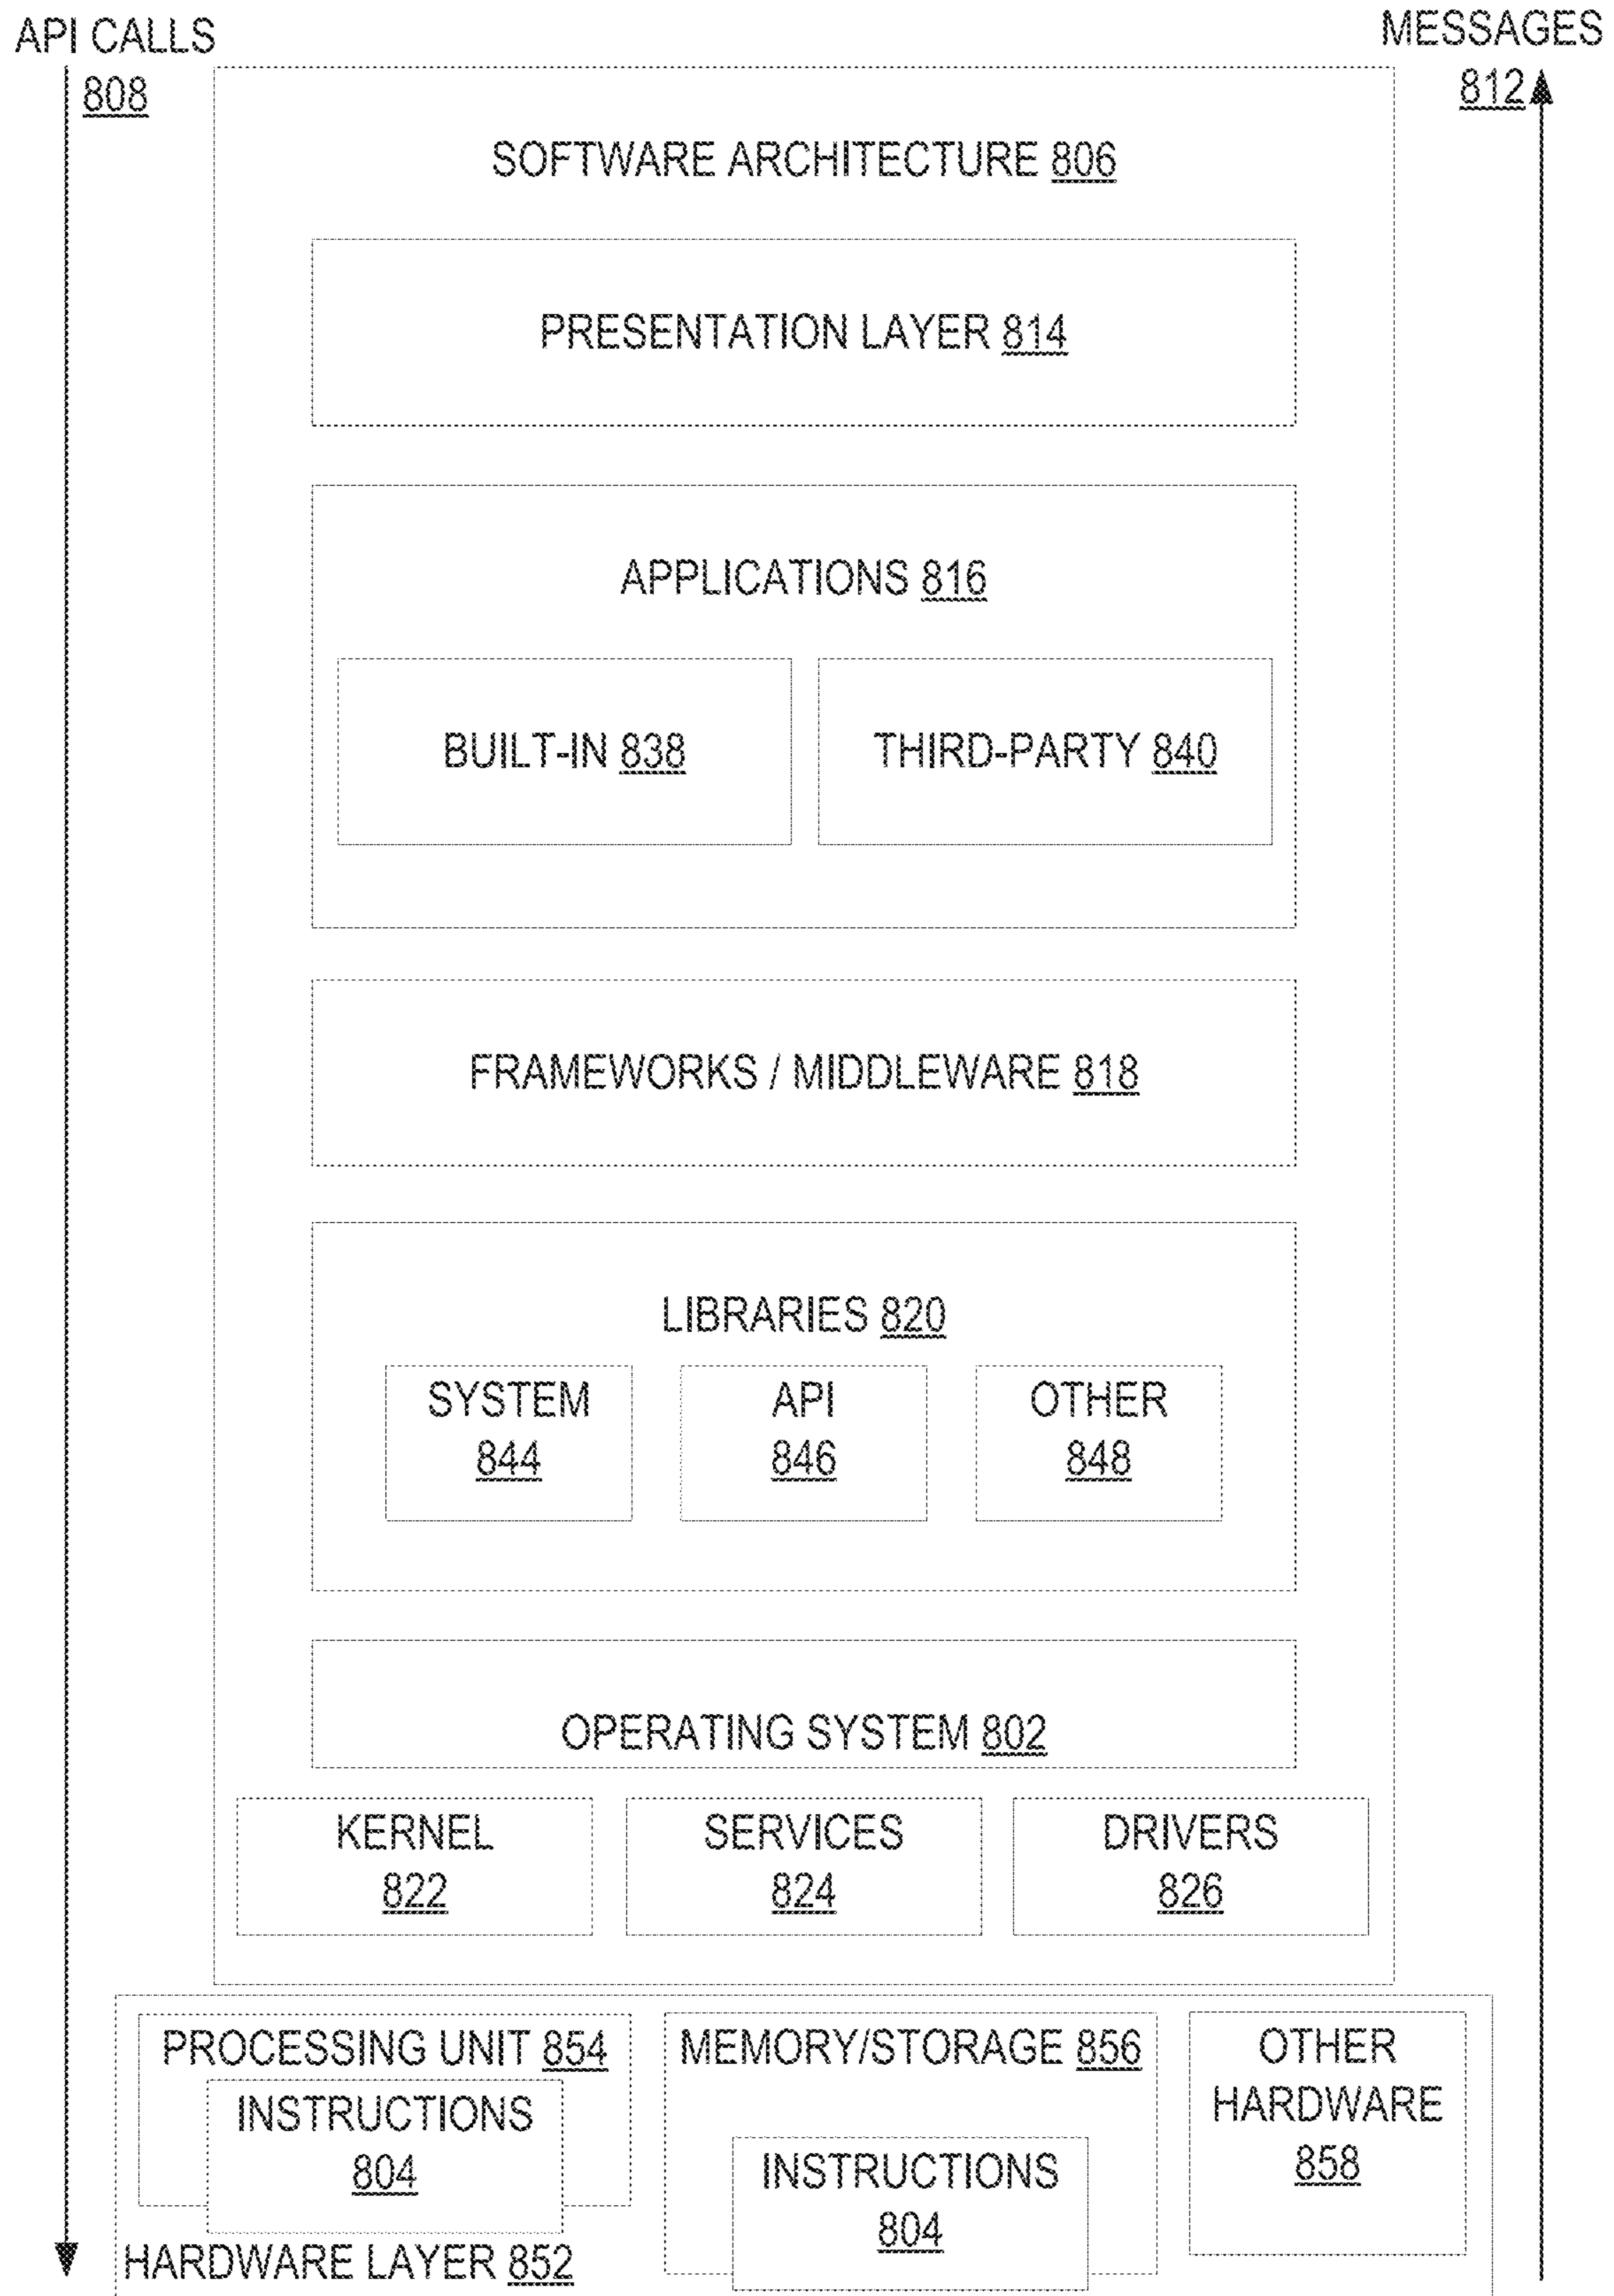 API CALLS
808
MESSAGES
812
SOFTWARE ARCHITECTURE 806
PRESENTATION LAYER 814
APPLICATIONS 816
BUILT-IN 838
THIRD-PARTY 840
FRAMEWORKS / MIDDLEWARE 818
LIBRARIES 820
SYSTEM
844
API
846
OTHER
848
OPERATING SYSTEM 802
KERNEL
822
SERVICES
824
DRIVERS
826
PROCESSING UNIT 854
INSTRUCTIONS
804
MEMORY/STORAGE 856
INSTRUCTIONS
804
OTHER
HARDWARE
858
HARDWARE LAYER 852